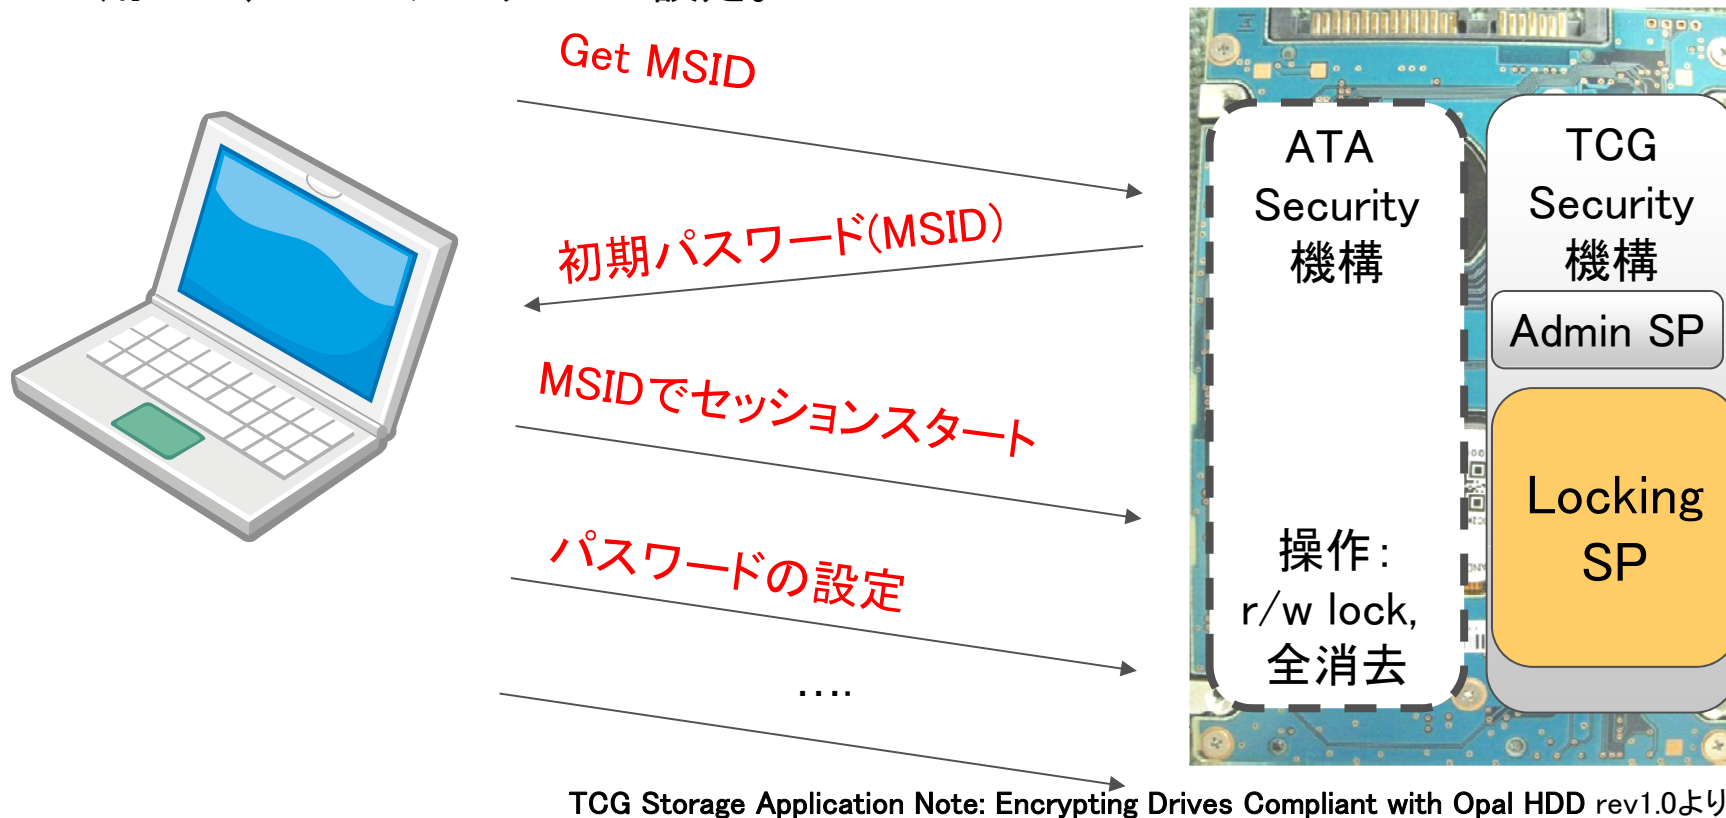 Get MSID
初期パスワード(MSID)
MSIDでセッションスタート
パスワードの設定
....
ATA
Security
機構
操作:
r/w lock,
全消去
TCG
Security
機構
Admin SP
Locking
SP
TCG Storage Application Note: Encrypting Drives Compliant with Opal HDD rev1.0より